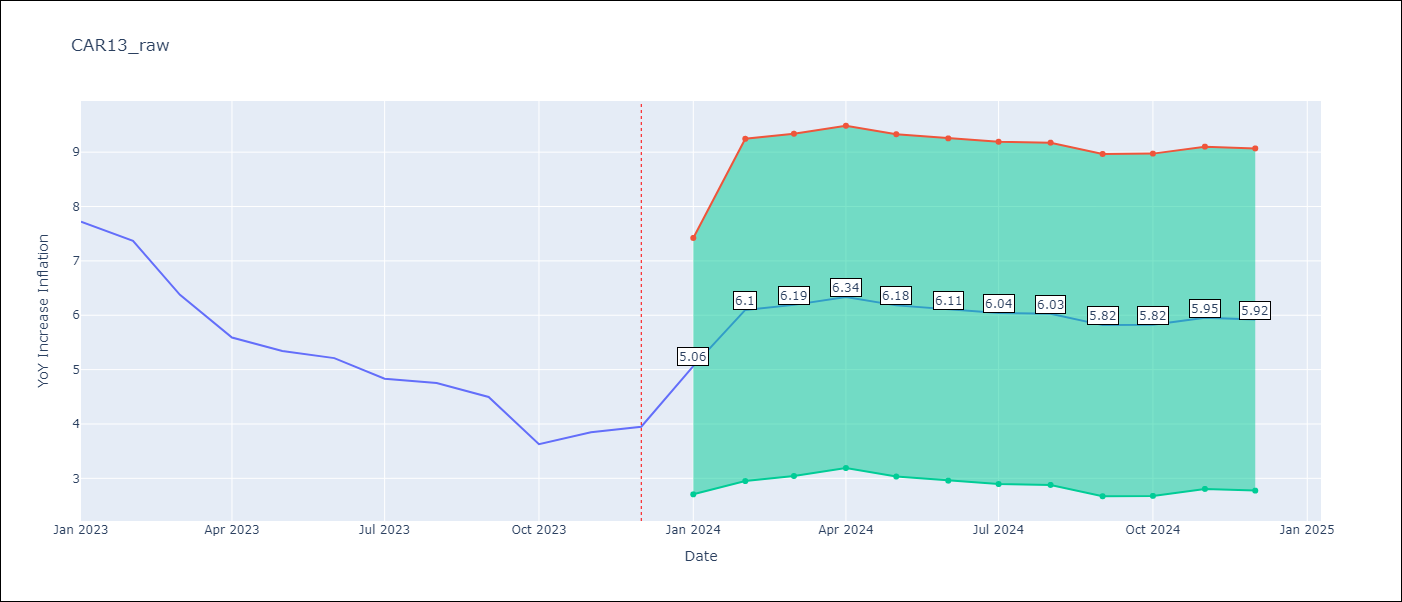 CAR13_raw
YoY Increase Inflation
9
8
7
6
5
4
3
5.06
6.1
6.19
6.34
6.18
6.11
6.04
6.03
5.82
5.82
5.95
5.92
Jan 2023
Apr 2023
Jul 2023
Oct 2023
Jan 2024
Apr 2024
Jul 2024
Oct 2024
Jan 2025
Date